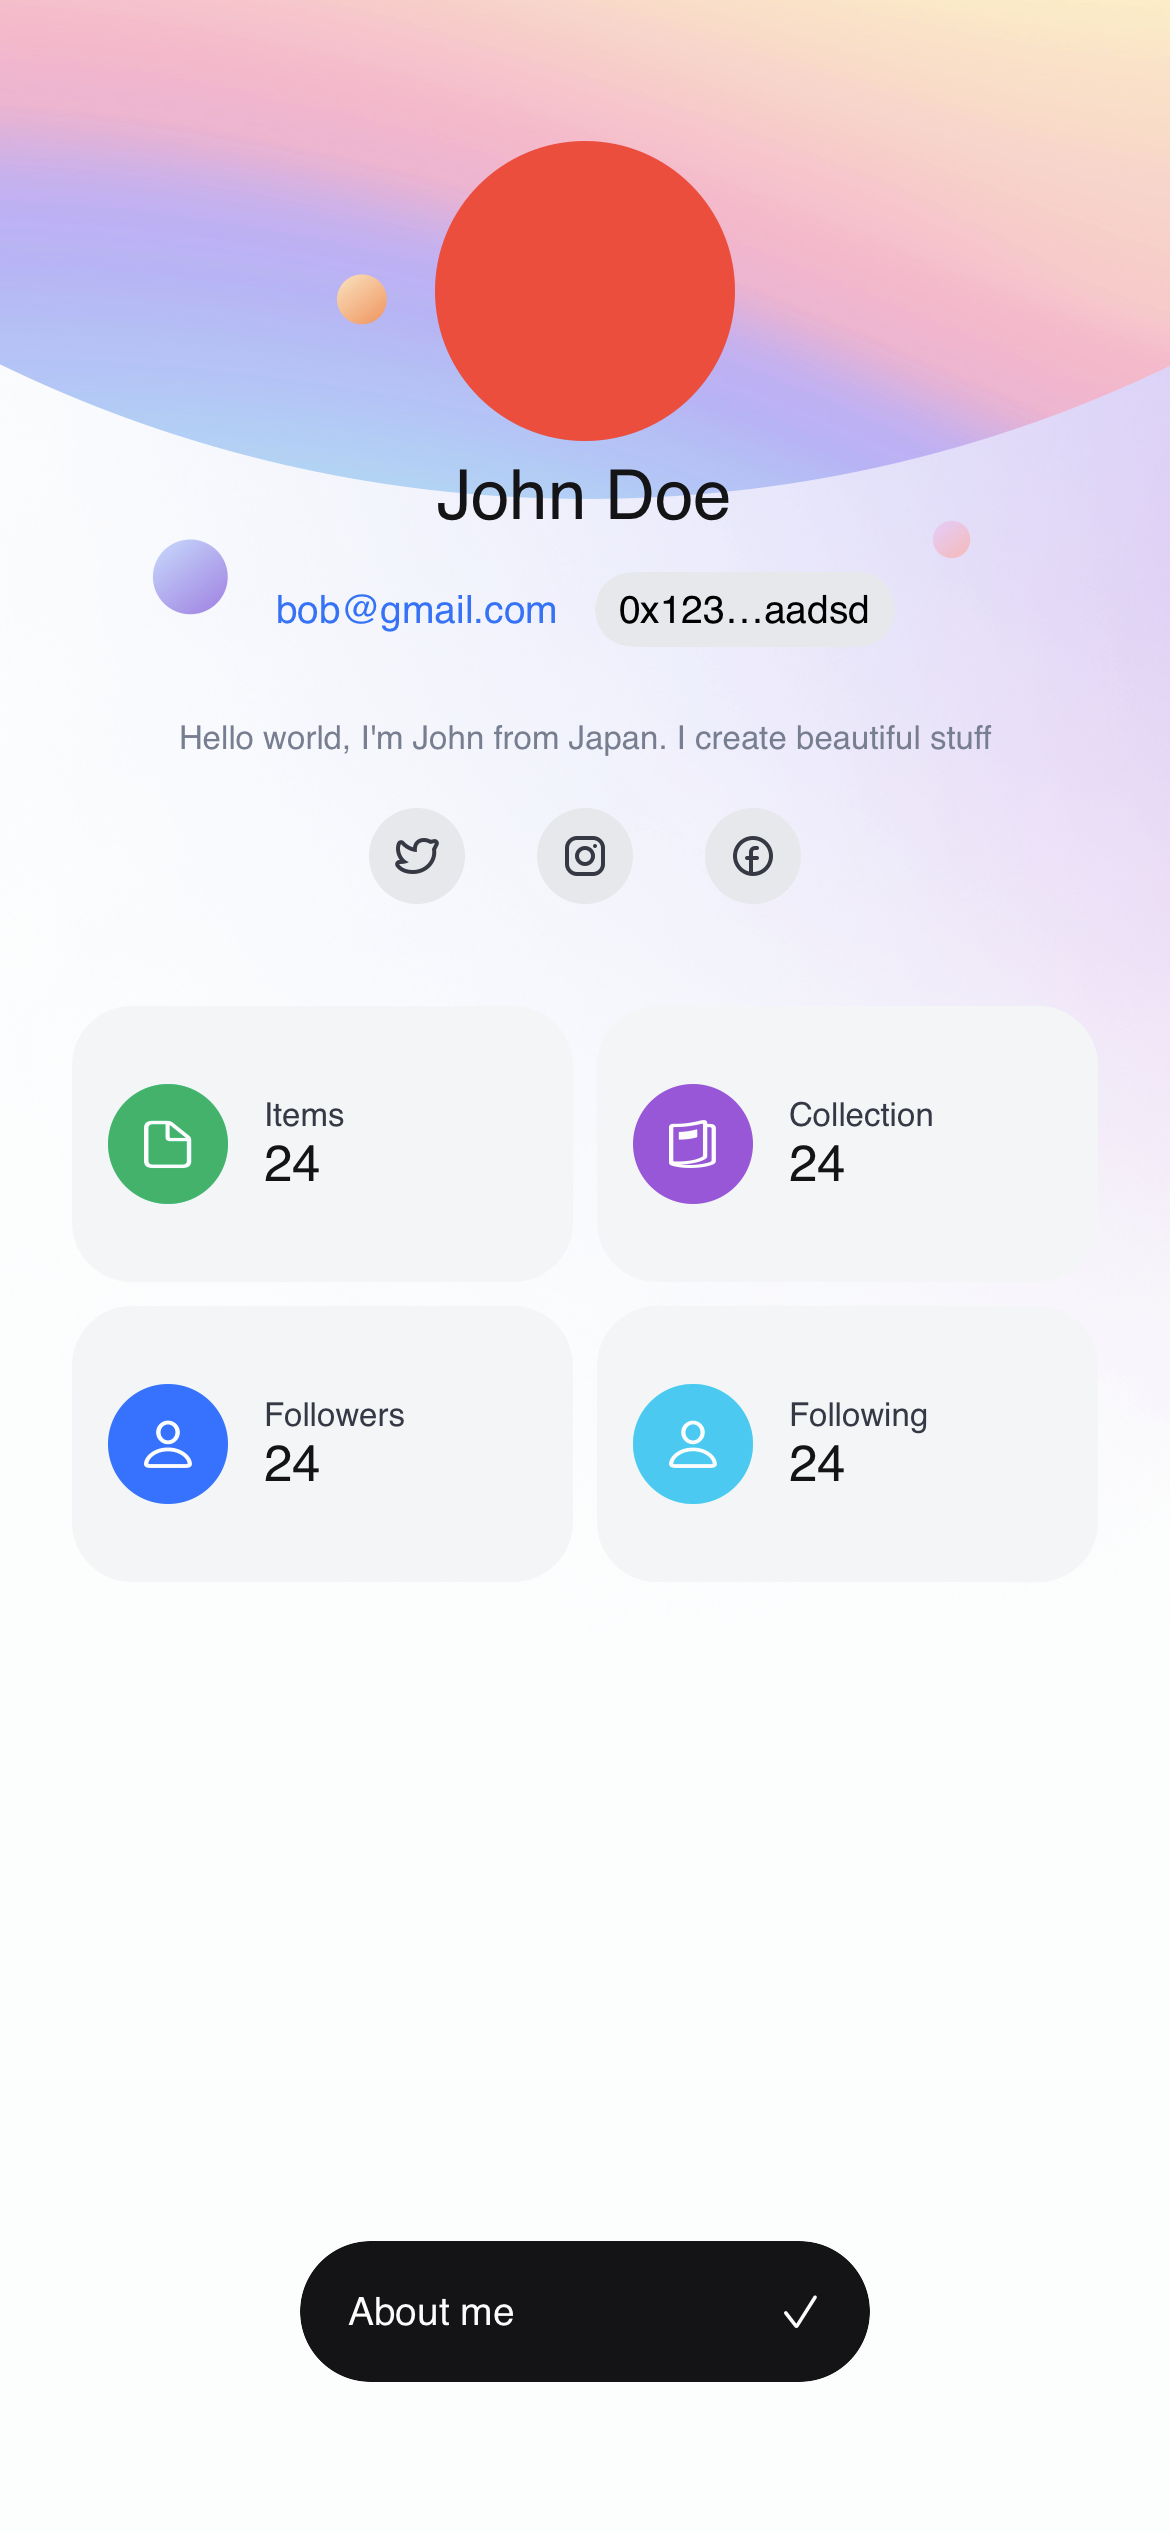 John Doe
bob@gmail.com 0x123...aadsd
Hello world, I'm John from Japan. I create beautiful stuff
Items
24
Collection
24
Followers
24
Following
24
About me